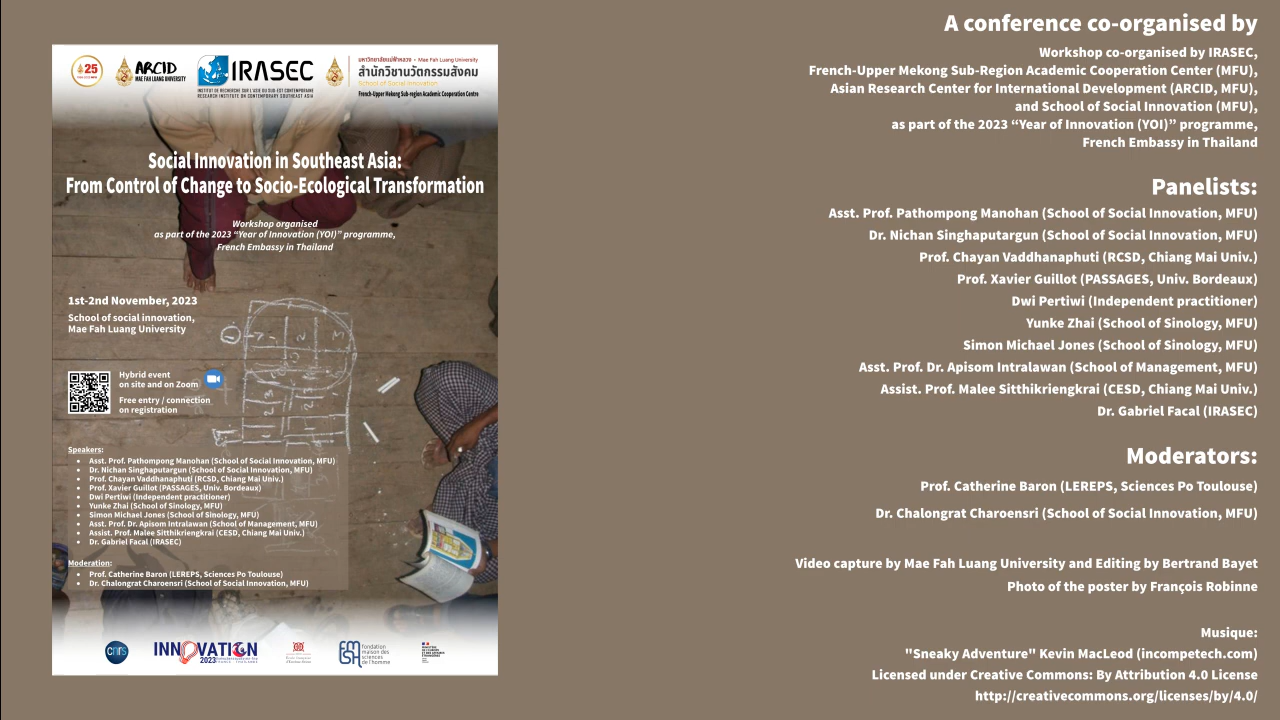 25
ARCID
MAE FAH LUANG UNIVERSITY
IRASEC
INSTITUT DE RECHERCHE SUR L'ASIE DU SUD-EST CONTEMPORAINE
RESEARCH INSTITUTE ON CONTEMPORARY SOUTHEAST ASIA
มหาวิทยาลัยแม่ฟ้าหลวง • Mae Fah Luang University
สำนักวิชานวัตกรรมสังคม
School of Social Innovation
French-Upper Mekong Sub-region Academic Cooperation Centre
Social Innovation in Southeast Asia:
From Control of Change to Socio-Ecological Transformation
Workshop organised
as part of the 2023 “Year of Innovation (YOI)” programme,
French Embassy in Thailand
1st-2nd November, 2023
School of social innovation,
Mae Fah Luang University
Hybrid event
on site and on Zoom
Free entry / connection
on registration
Speakers:
• Asst. Prof. Pathompong Manohan (School of Social Innovation, MFU)
• Dr. Nichan Singhaputargun (School of Social Innovation, MFU)
• Prof. Chayan Vaddhanaphuti (RCSD, Chiang Mai Univ.)
• Prof. Xavier Guillot (PASSAGES, Univ. Bordeaux)
• Dwi Pertiwi (Independent practitioner)
• Yunke Zhai (School of Sinology, MFU)
• Simon Michael Jones (School of Sinology, MFU)
• Asst. Prof. Dr. Apisom Intralawan (School of Management, MFU)
• Assist. Prof. Malee Sitthikriengkrai (CESD, Chiang Mai Univ.)
• Dr. Gabriel Facal (IRASEC)
Moderation:
• Prof. Catherine Baron (LEREPS, Sciences Po Toulouse)
• Dr. Chalongrat Charoensri (School of Social Innovation, MFU)
cnrs
INNOVATION
2023
fondation
maison des
sciences
de l'homme
A conference co-organised by
Workshop co-organised by IRASEC,
French-Upper Mekong Sub-Region Academic Cooperation Center (MFU),
Asian Research Center for International Development (ARCID, MFU),
and School of Social Innovation (MFU),
as part of the 2023 “Year of Innovation (YOI)” programme,
French Embassy in Thailand
Panelists:
Asst. Prof. Pathompong Manohan (School of Social Innovation, MFU)
Dr. Nichan Singhaputargun (School of Social Innovation, MFU)
Prof. Chayan Vaddhanaphuti (RCSD, Chiang Mai Univ.)
Prof. Xavier Guillot (PASSAGES, Univ. Bordeaux)
Dwi Pertiwi (Independent practitioner)
Yunke Zhai (School of Sinology, MFU)
Simon Michael Jones (School of Sinology, MFU)
Asst. Prof. Dr. Apisom Intralawan (School of Management, MFU)
Assist. Prof. Malee Sitthikriengkrai (CESD, Chiang Mai Univ.)
Dr. Gabriel Facal (IRASEC)
Moderators:
Prof. Catherine Baron (LEREPS, Sciences Po Toulouse)
Dr. Chalongrat Charoensri (School of Social Innovation, MFU)
Video capture by Mae Fah Luang University and Editing by Bertrand Bayet
Photo of the poster by François Robinne
Musique:
"Sneaky Adventure" Kevin MacLeod (incompetech.com)
Licensed under Creative Commons: By Attribution 4.0 License
http://creativecommons.org/licenses/by/4.0/